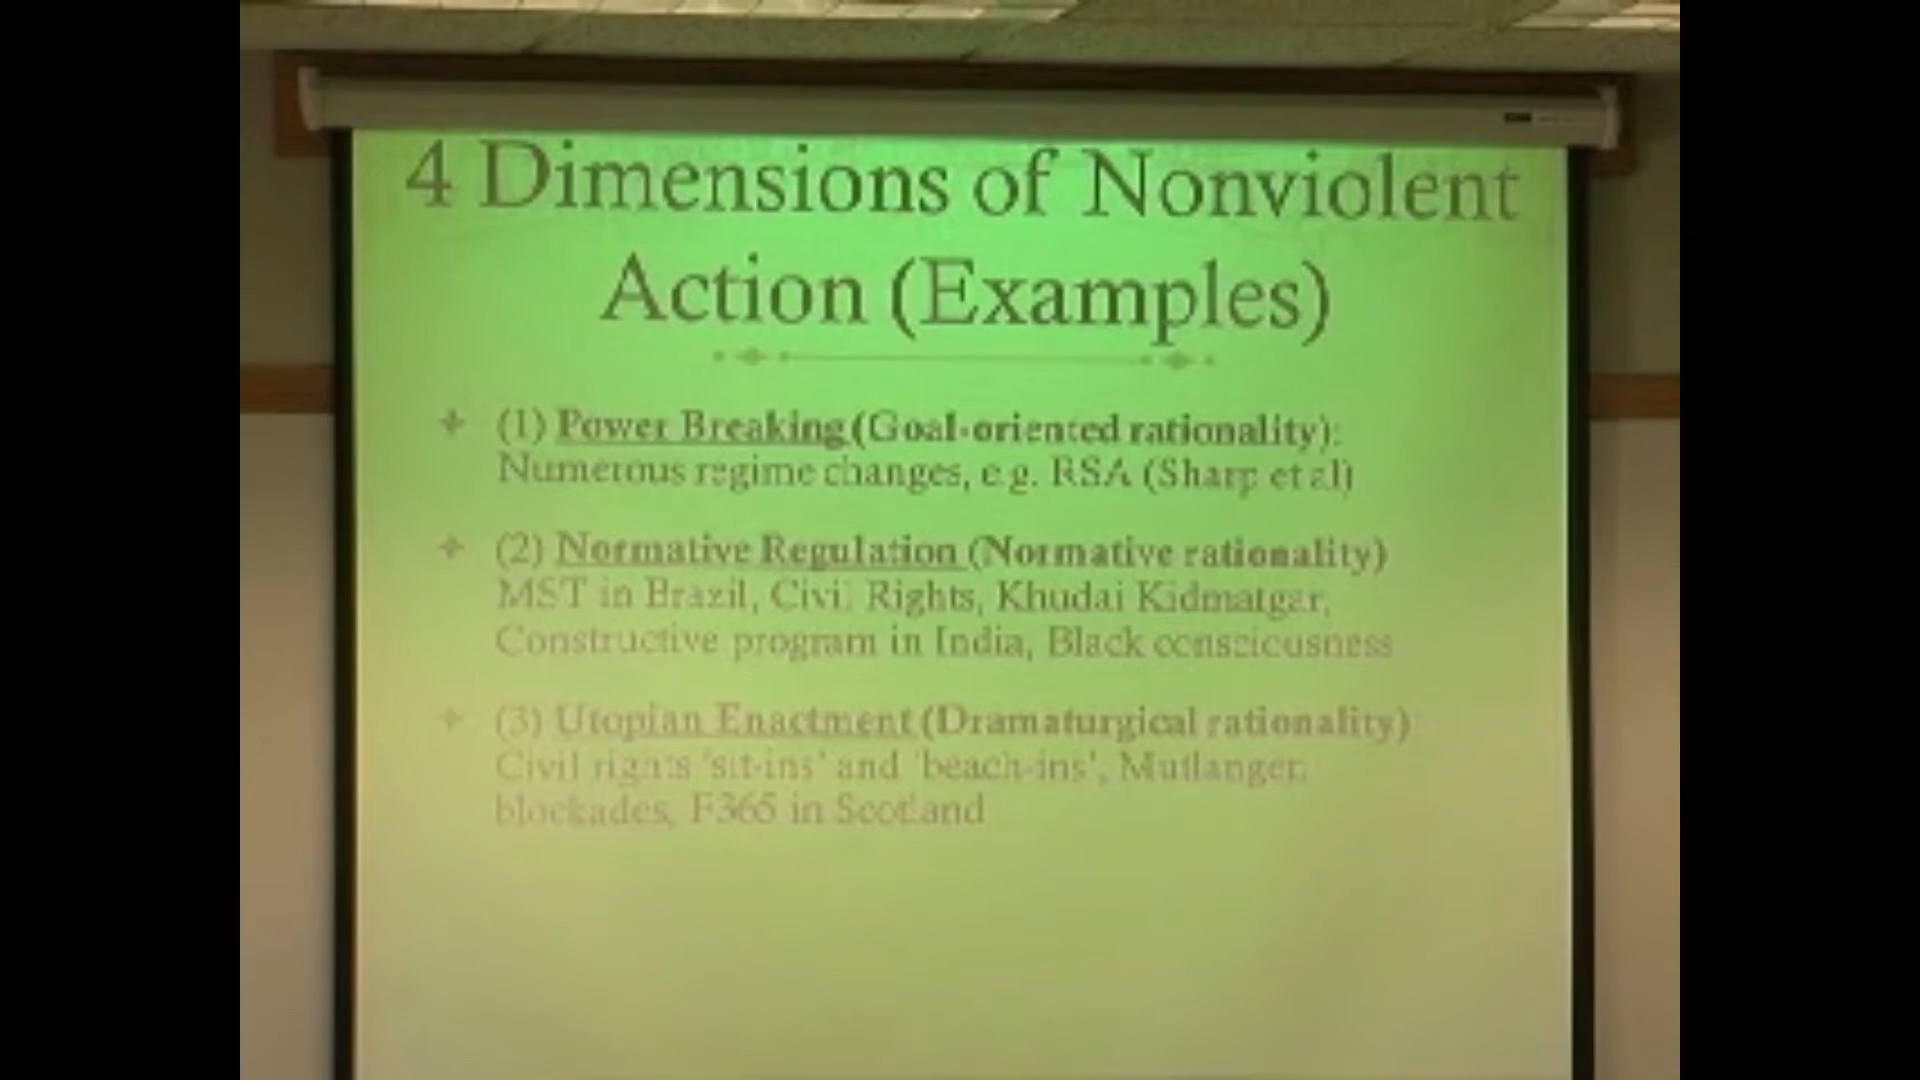 4 Dimensions of Nonviolent
Action (Examples)
(1) Power Breaking (Goal-oriented rationality):
Numerous regime changes, e.g. RSA (Sharp et al)
(2) Normative Regulation (Normative rationality)
MST in Brazil, Civil Rights, Khudai Kidmatgar,
Constructive program in India, Black consciousness
(3) Utopian Enactment (Dramaturgical rationality)
Civil rights 'sit-ins' and 'beach-ins', Mutlangen
blockades, F365 in Scotland